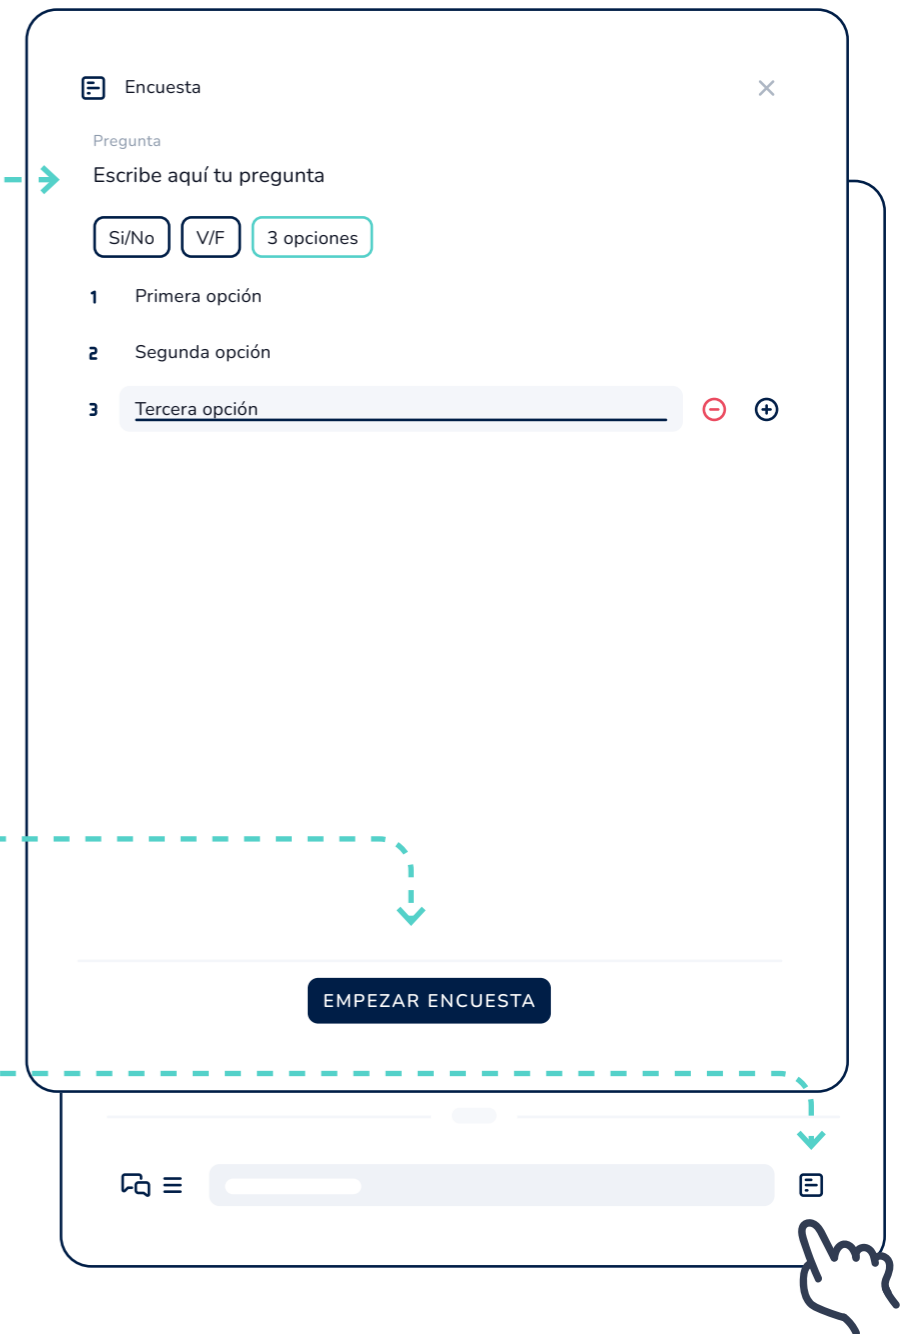 Encuesta
Pregunta
Escribe aquí tu pregunta
Si/No V/F 3 opciones
1 Primera opción
2 Segunda opción
3 Tercera opción
EMPEZAR ENCUESTA